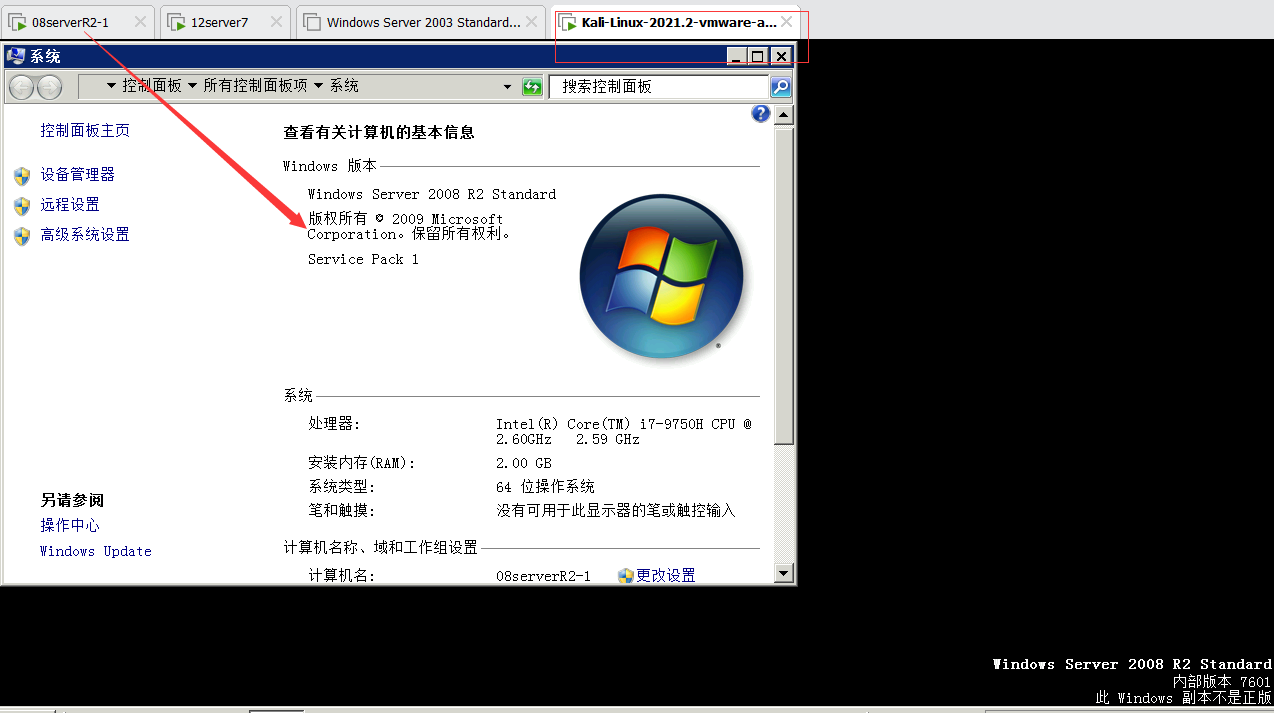 08serverR2-1
12server7
Windows Server 2003 Standard...
Kali-Linux-2021.2-vmware-a...
系统
控制面板 所有控制面板项 系统
搜索控制面板
控制面板主页
设备管理器
远程设置
高级系统设置
另请参阅
操作中心
Windows Update
查看有关计算机的基本信息
Windows 版本
Windows Server 2008 R2 Standard
版权所有 © 2009 Microsoft
Corporation。保留所有权利。
Service Pack 1
系统
处理器: Intel(R) Core(TM) i7-9750H CPU @
2.60GHz 2.59 GHz
安装内存(RAM): 2.00 GB
系统类型: 64 位操作系统
笔和触摸: 没有可用于此显示器的笔或触控输入
计算机名称、域和工作组设置
计算机名: 08serverR2-1 更改设置
Windows Server 2008 R2 Standard
内部版本 7601
此 Windows 副本不是正版